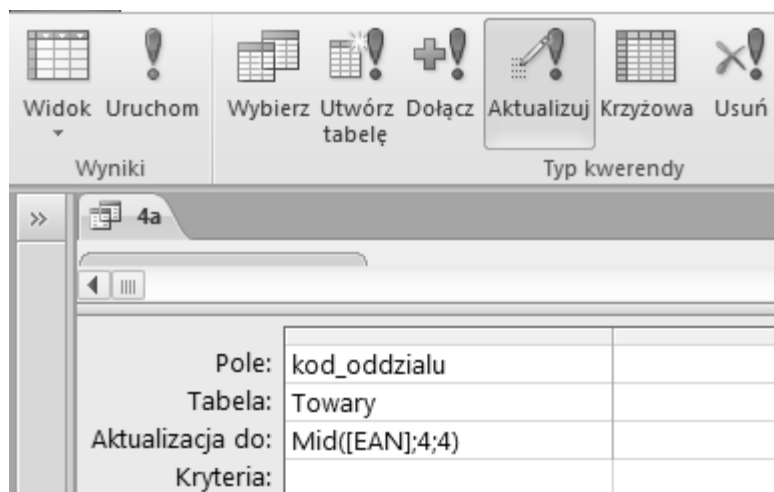 Widok Uruchom Wybierz Utwórz tabelę Dołącz Aktualizuj Krzyżowa Usuń
Wyniki Typ kwerendy
» 4a
Pole: kod_oddzialu
Tabela: Towary
Aktualizacja do: Mid([EAN];4;4)
Kryteria: